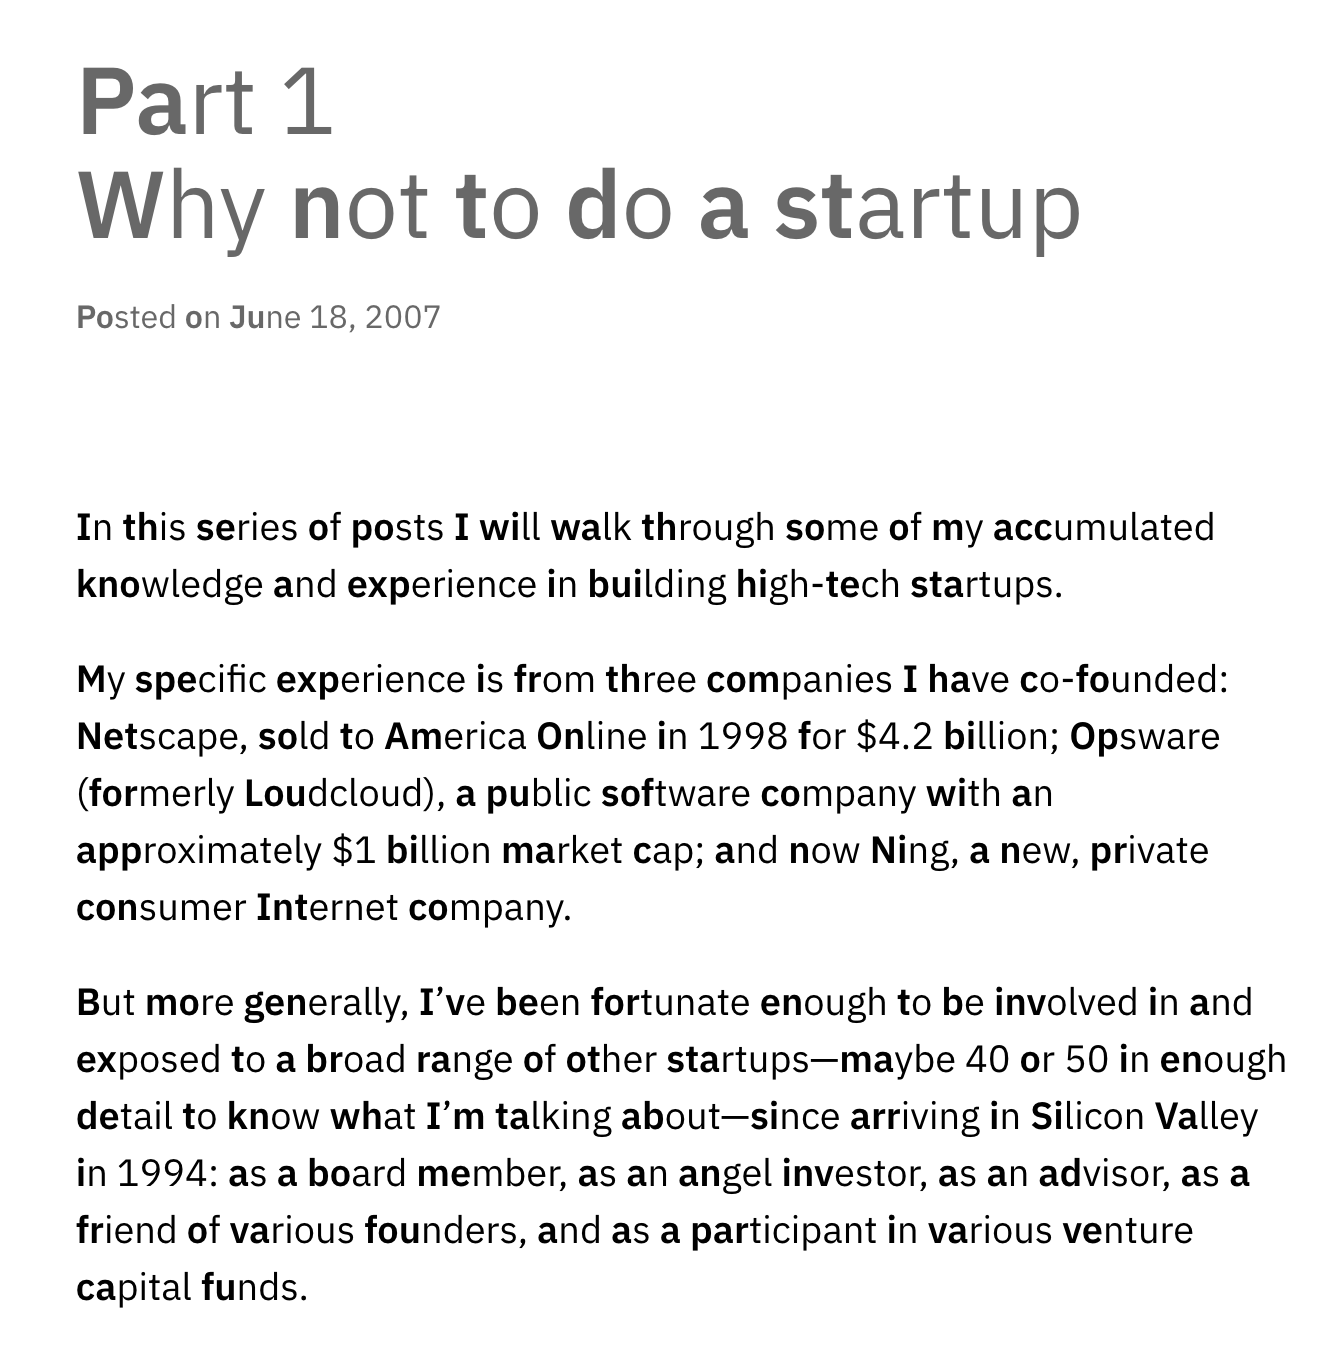 Part 1
Why not to do a startup
Posted on June 18, 2007
In this series of posts I will walk through some of my accumulated
knowledge and experience in building high-tech startups.
My specific experience is from three companies I have co-founded:
Netscape, sold to America Online in 1998 for $4.2 billion; Opsware
(formerly Loudcloud), a public software company with an
approximately $1 billion market cap; and now Ning, a new, private
consumer Internet company.
But more generally, I’ve been fortunate enough to be involved in and
exposed to a broad range of other startups—maybe 40 or 50 in enough
detail to know what I’m talking about—since arriving in Silicon Valley
in 1994: as a board member, as an angel investor, as an advisor, as a
friend of various founders, and as a participant in various venture
capital funds.